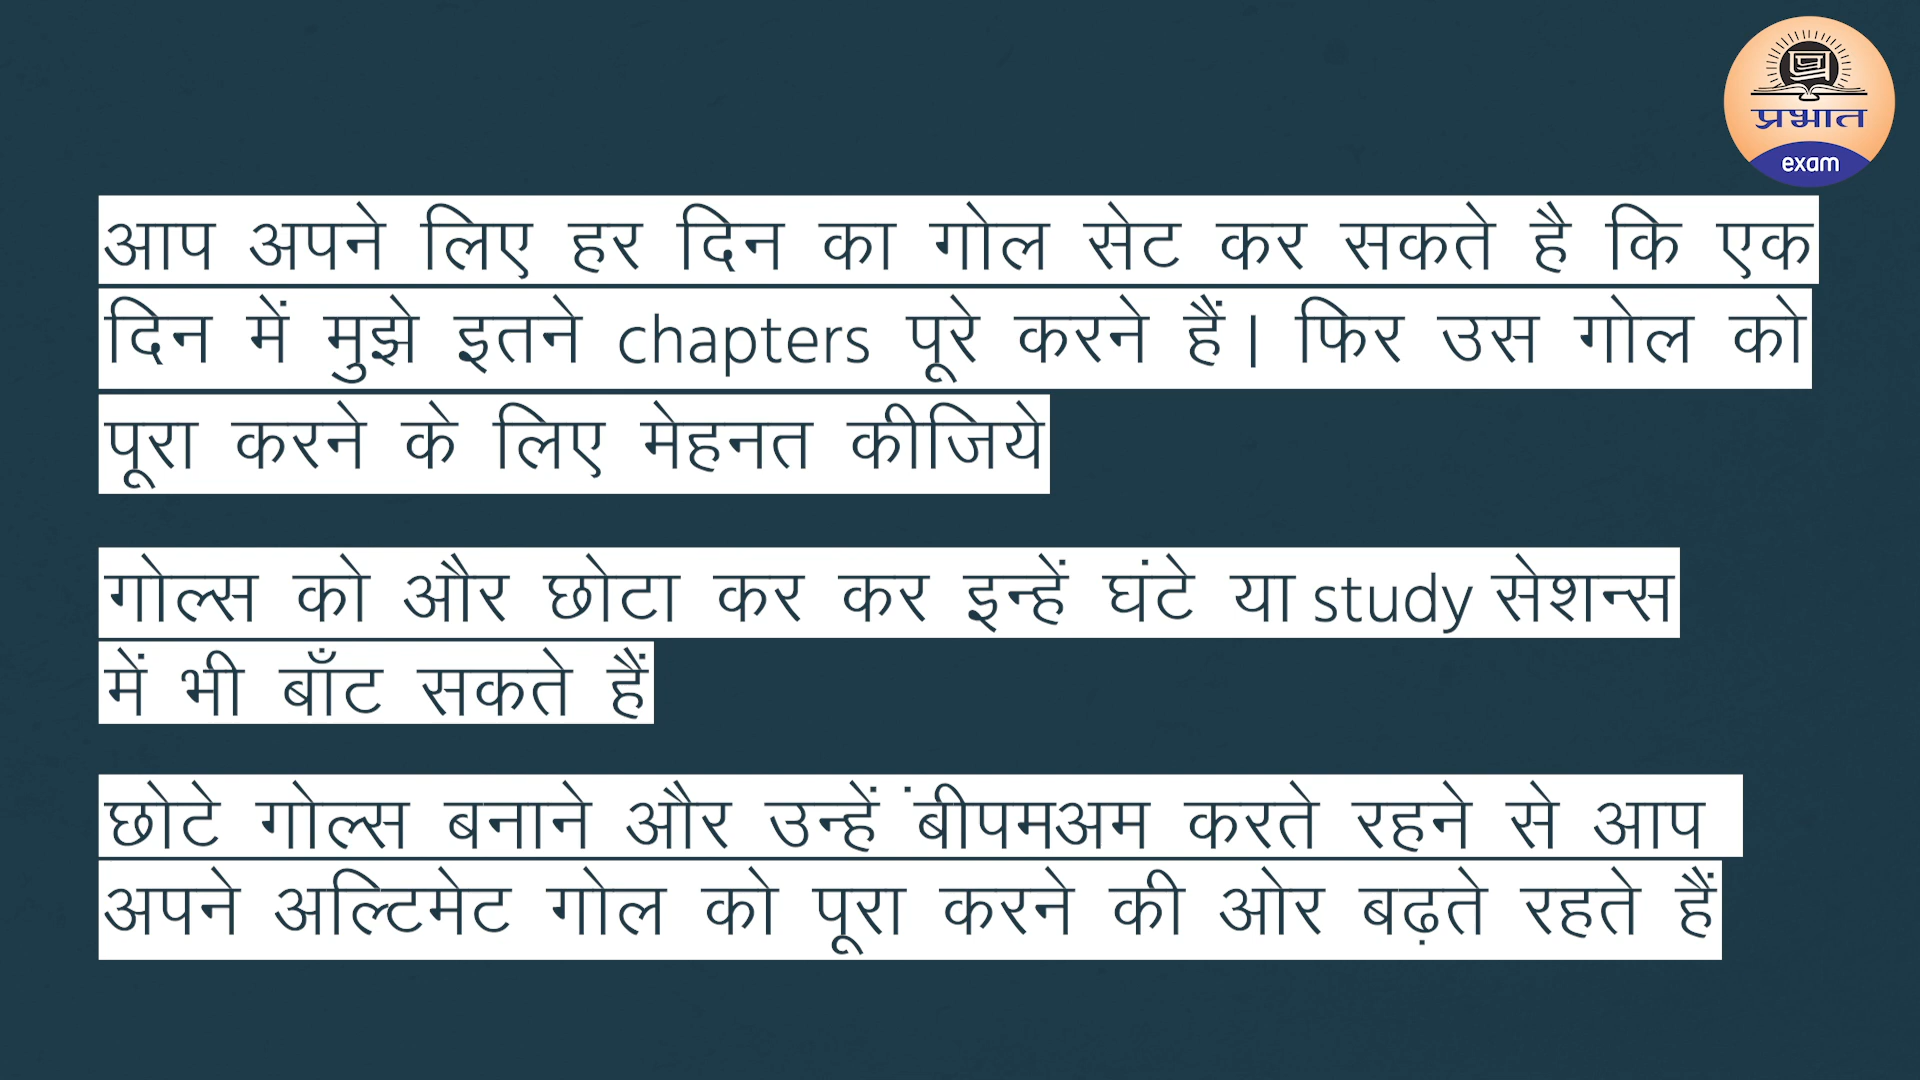 प्रभात
exam
आप अपने लिए हर दिन का गोल सेट कर सकते है कि एक
दिन में मुझे इतने chapters पूरे करने हैं। फिर उस गोल को
पूरा करने के लिए मेहनत कीजिये
गोल्स को और छोटा कर कर इन्हें घंटे या study सेशन्स
में भी बाँट सकते हैं
छोटे गोल्स बनाने और उन्हें ंबीपमअम करते रहने से आप
अपने अल्टिमेट गोल को पूरा करने की ओर बढ़ते रहते हैं